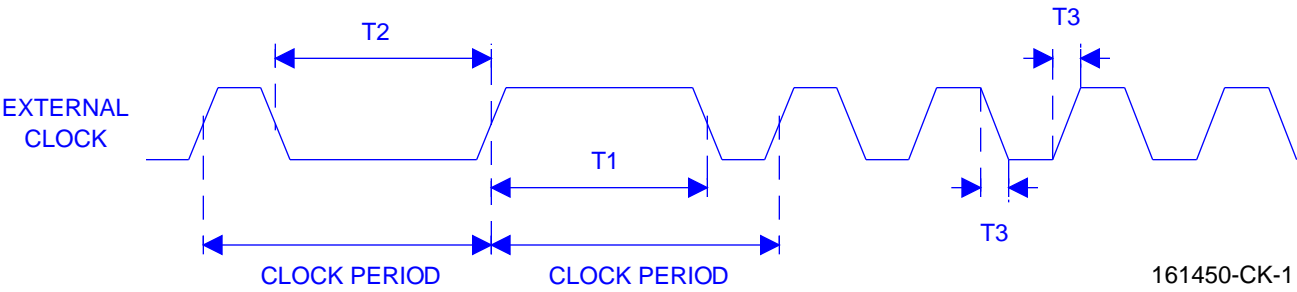 T2
T3
EXTERNAL
CLOCK
T1
T3
CLOCK PERIOD
CLOCK PERIOD
161450-CK-1